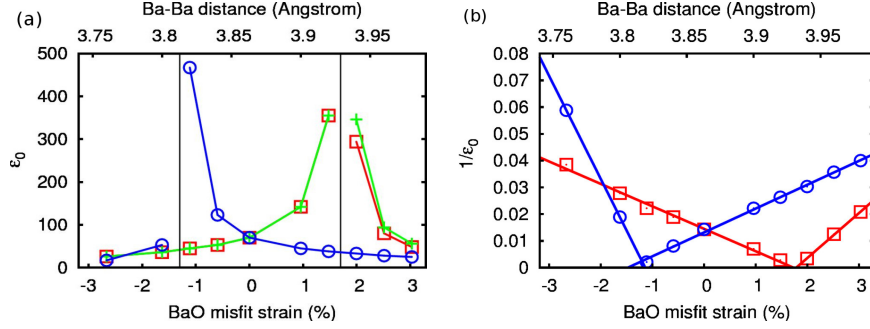 (a)
Ba-Ba distance (Angstrom)
3.75 3.8 3.85 3.9 3.95
500
400
300
200
100
0
ε0
-3 -2 -1 0 1 2 3
BaO misfit strain (%)
(b)
Ba-Ba distance (Angstrom)
3.75 3.8 3.85 3.9 3.95
0.08
0.07
0.06
0.05
0.04
0.03
0.02
0.01
0
1/ε0
-3 -2 -1 0 1 2 3
BaO misfit strain (%)